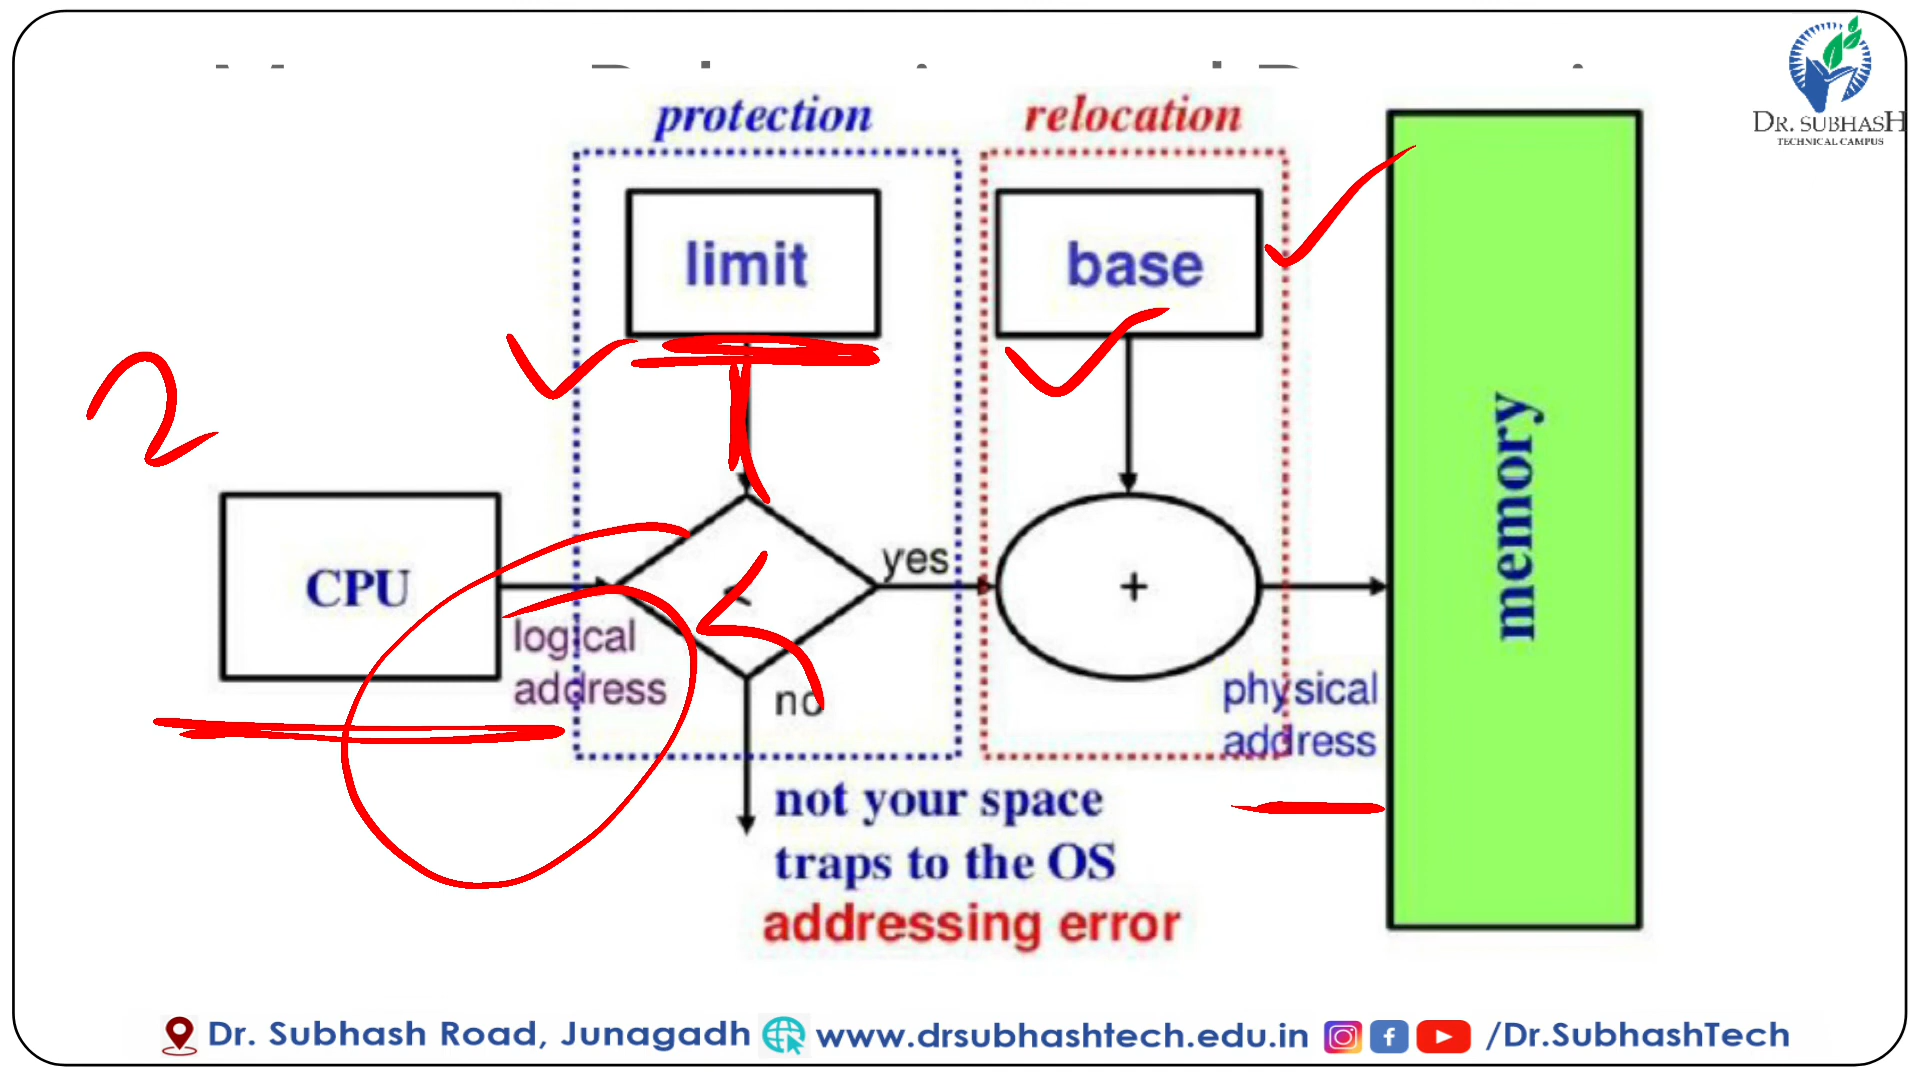 DR. SUBHASH
TECHNICAL CAMPUS
protection
relocation
limit
base
2
CPU
<
yes
+
memory
logical
address
no
physical
address
not your space
traps to the OS
addressing error
Dr. Subhash Road, Junagadh
www.drsubhashtech.edu.in
/Dr.SubhashTech